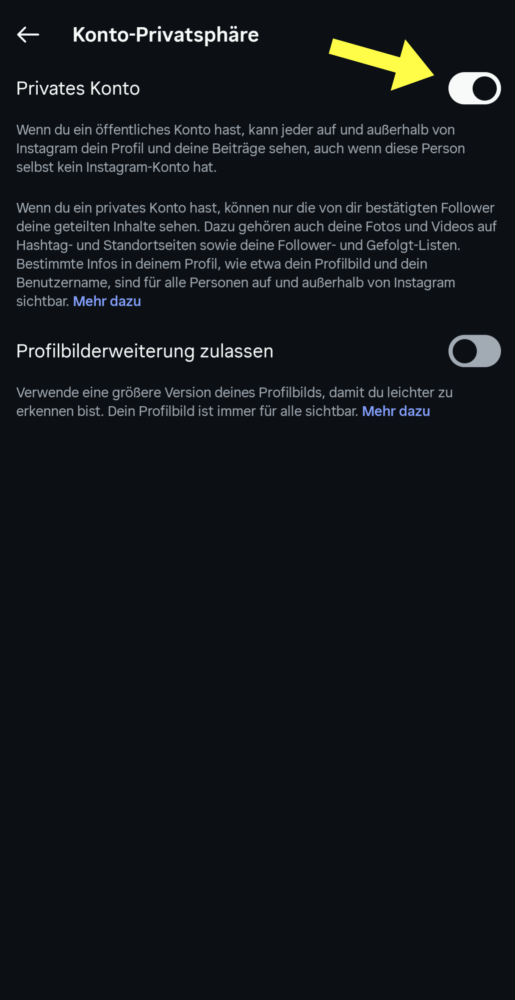 Konto-Privatsphäre
Privates Konto
Wenn du ein öffentliches Konto hast, kann jeder auf und außerhalb von
Instagram dein Profil und deine Beiträge sehen, auch wenn diese Person
selbst kein Instagram-Konto hat.
Wenn du ein privates Konto hast, können nur die von dir bestätigten Follower
deine geteilten Inhalte sehen. Dazu gehören auch deine Fotos und Videos auf
Hashtag- und Standortseiten sowie deine Follower- und Gefolgt-Listen.
Bestimmte Infos in deinem Profil, wie etwa dein Profilbild und dein
Benutzername, sind für alle Personen auf und außerhalb von Instagram
sichtbar. Mehr dazu
Profilbilderweiterung zulassen
Verwende eine größere Version deines Profilbilds, damit du leichter zu
erkennen bist. Dein Profilbild ist immer für alle sichtbar. Mehr dazu